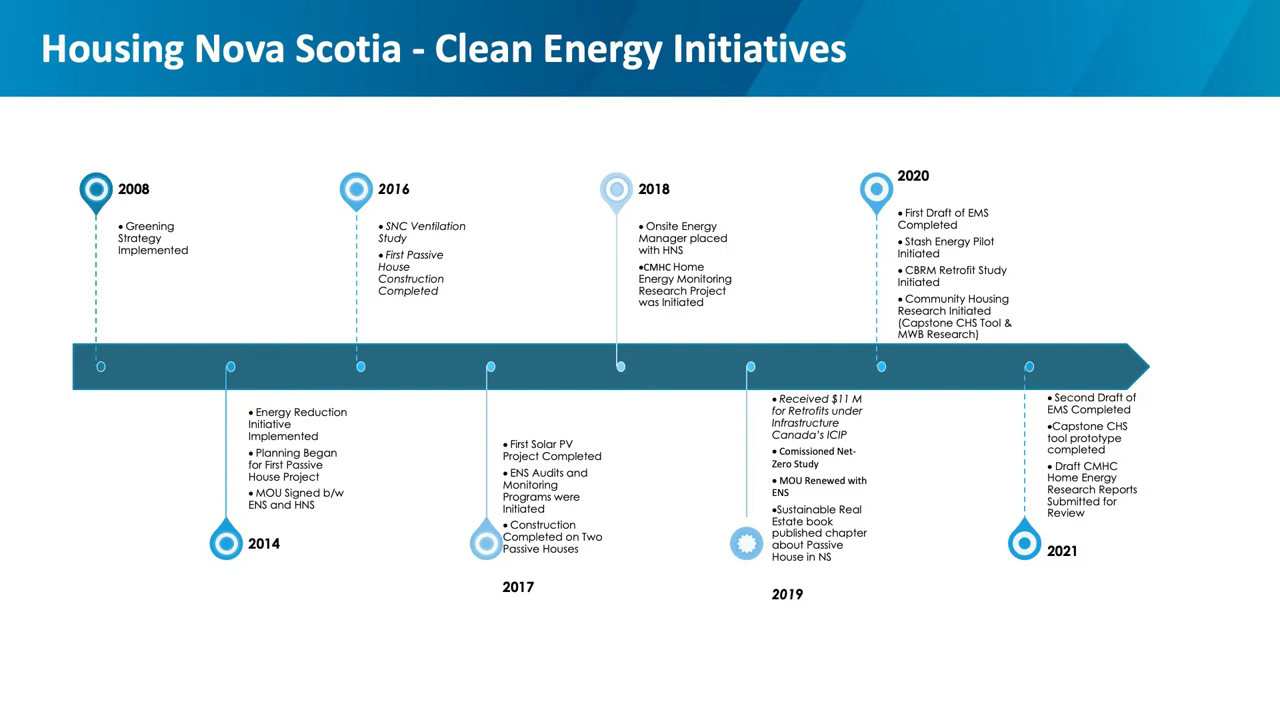 Housing Nova Scotia - Clean Energy Initiatives
2008
• Greening
Strategy
Implemented
2016
• SNC Ventilation
Study
• First Passive
House
Construction
Completed
2018
• Onsite Energy
Manager placed
with HNS
•CMHC Home
Energy Monitoring
Research Project
was Initiated
2020
• First Draft of EMS
Completed
• Stash Energy Pilot
Initiated
• CBRM Retrofit Study
Initiated
• Community Housing
Research Initiated
(Capstone CHS Tool &
MWB Research)
• Energy Reduction
Initiative
Implemented
• Planning Began
for First Passive
House Project
• MOU Signed b/w
ENS and HNS
2014
• First Solar PV
Project Completed
• ENS Audits and
Monitoring
Programs were
Initiated
• Construction
Completed on Two
Passive Houses
2017
• Received $11 M
for Retrofits under
Infrastructure
Canada's ICIP
• Comissioned Net-
Zero Study
• MOU Renewed with
ENS
•Sustainable Real
Estate book
published chapter
about Passive
House in NS
2019
• Second Draft of
EMS Completed
•Capstone CHS
tool prototype
completed
• Draft CMHC
Home Energy
Research Reports
Submitted for
Review
2021